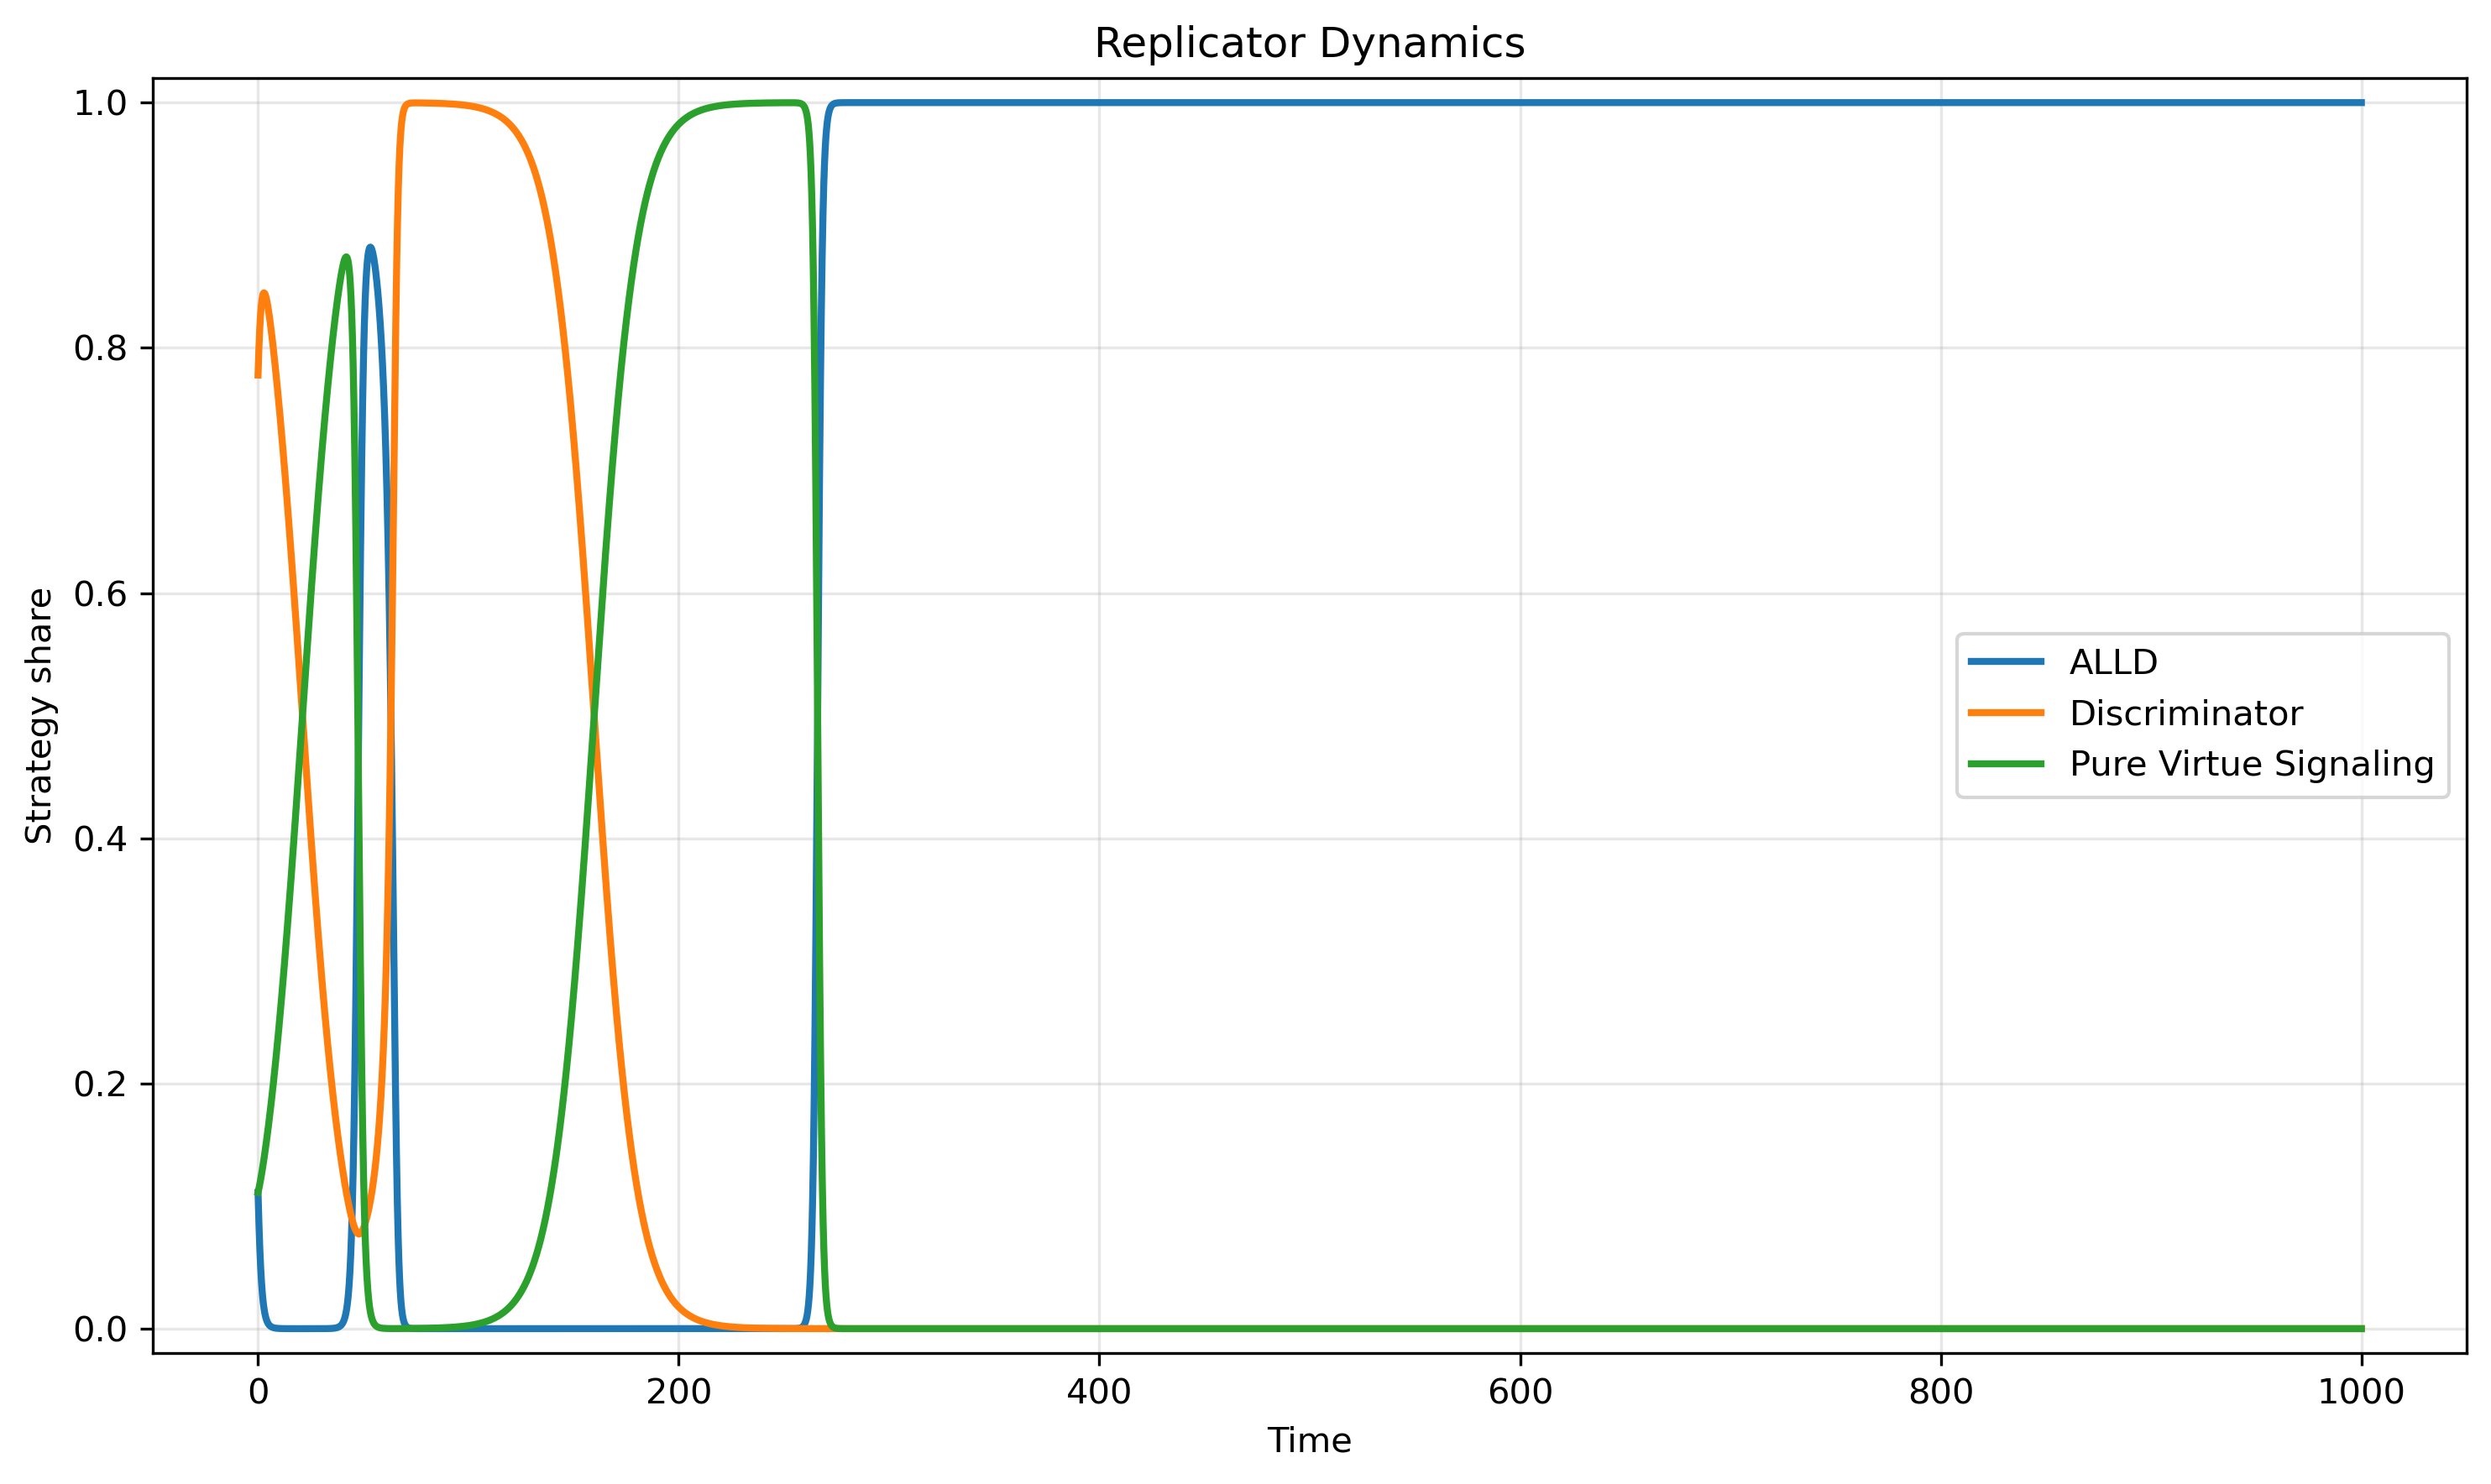 Replicator Dynamics
Strategy share
1.0
0.8
0.6
0.4
0.2
0.0
ALLD
Discriminator
Pure Virtue Signaling
0
200
400
600
800
1000
Time